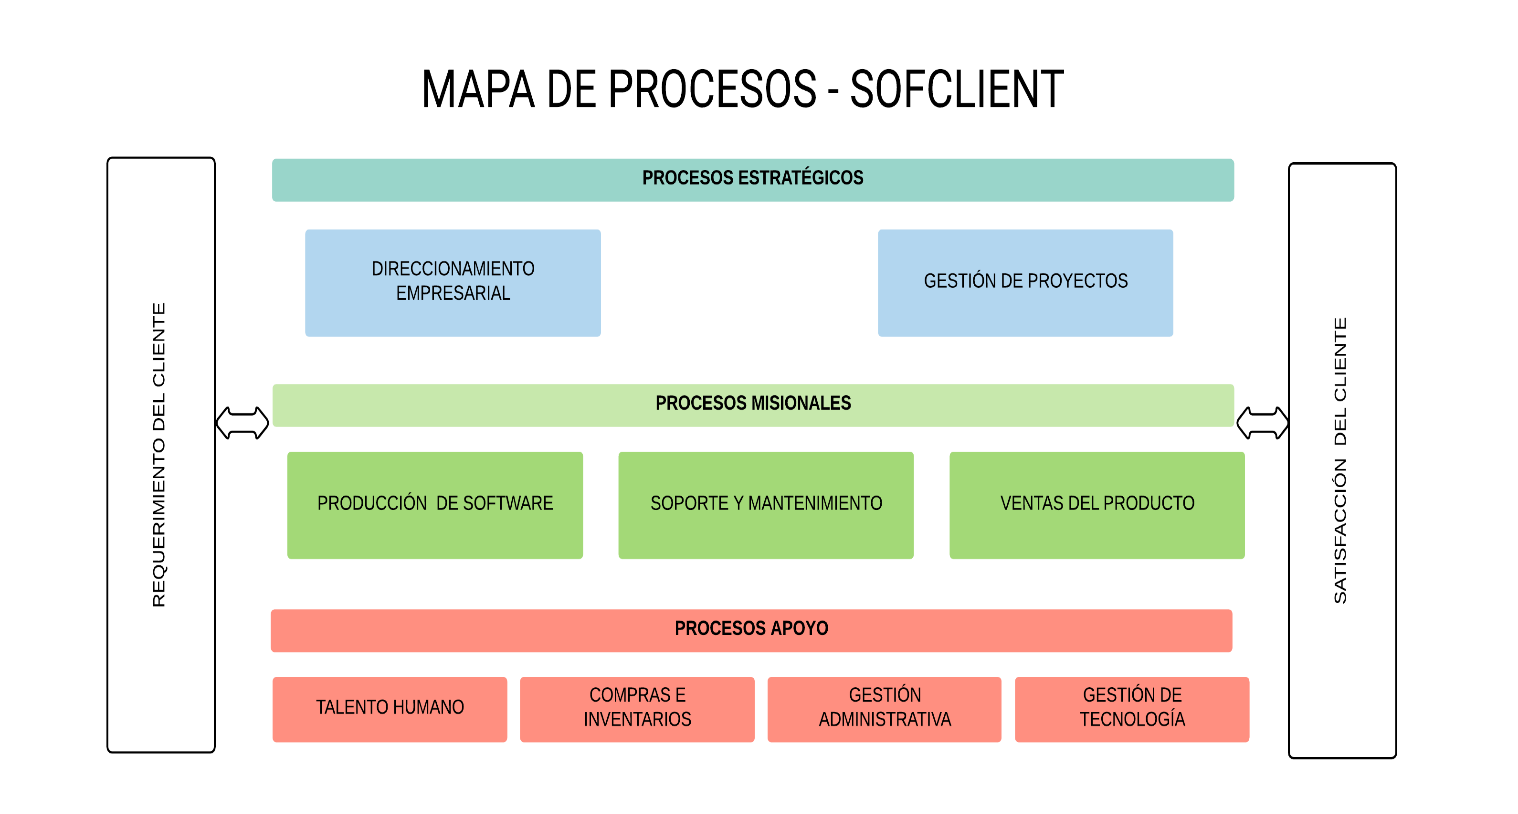 MAPA DE PROCESOS - SOFCLIENT
REQUERIMIENTO DEL CLIENTE
PROCESOS ESTRATÉGICOS
DIRECCIONAMIENTO
EMPRESARIAL
GESTIÓN DE PROYECTOS
PROCESOS MISIONALES
PRODUCCIÓN  DE SOFTWARE
SOPORTE Y MANTENIMIENTO
VENTAS DEL PRODUCTO
PROCESOS APOYO
TALENTO HUMANO
COMPRAS E
INVENTARIOS
GESTIÓN
ADMINISTRATIVA
GESTIÓN DE
TECNOLOGÍA
SATISFACCIÓN  DEL CLIENTE